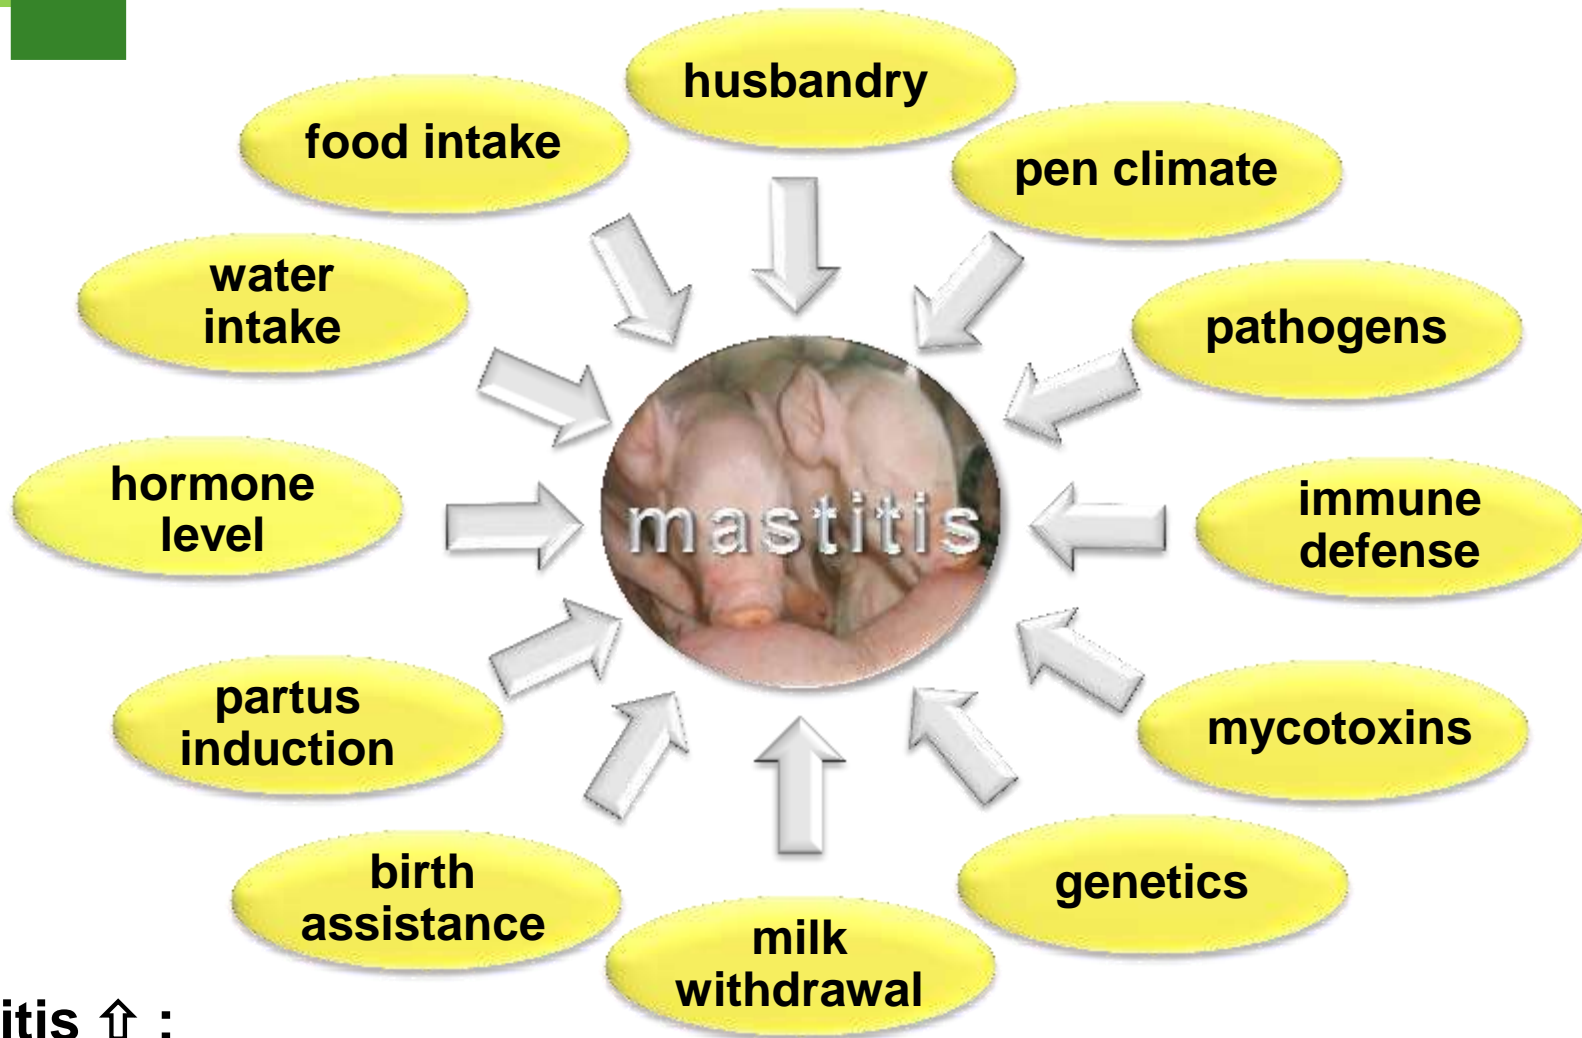 husbandry
food intake
pen climate
water
intake
pathogens
hormone
level
mastitis
immune
defense
partus
induction
mycotoxins
birth
assistance
genetics
milk
withdrawal
itis ⇧ :